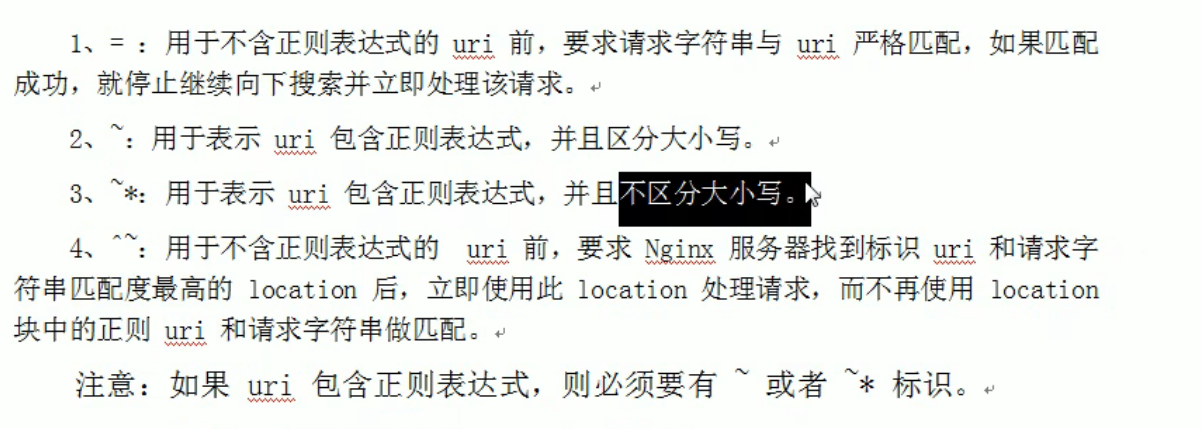 1、= ：用于不含正则表达式的 uri 前，要求请求字符串与 uri 严格匹配，如果匹配
成功，就停止继续向下搜索并立即处理该请求。
2、~：用于表示 uri 包含正则表达式，并且区分大小写。
3、~*：用于表示 uri 包含正则表达式，并且不区分大小写。
4、^~：用于不含正则表达式的 uri 前，要求 Nginx 服务器找到标识 uri 和请求字
符串匹配度最高的 location 后，立即使用此 location 处理请求，而不再使用 location
块中的正则 uri 和请求字符串做匹配。
注意：如果 uri 包含正则表达式，则必须要有 ~ 或者 ~* 标识。